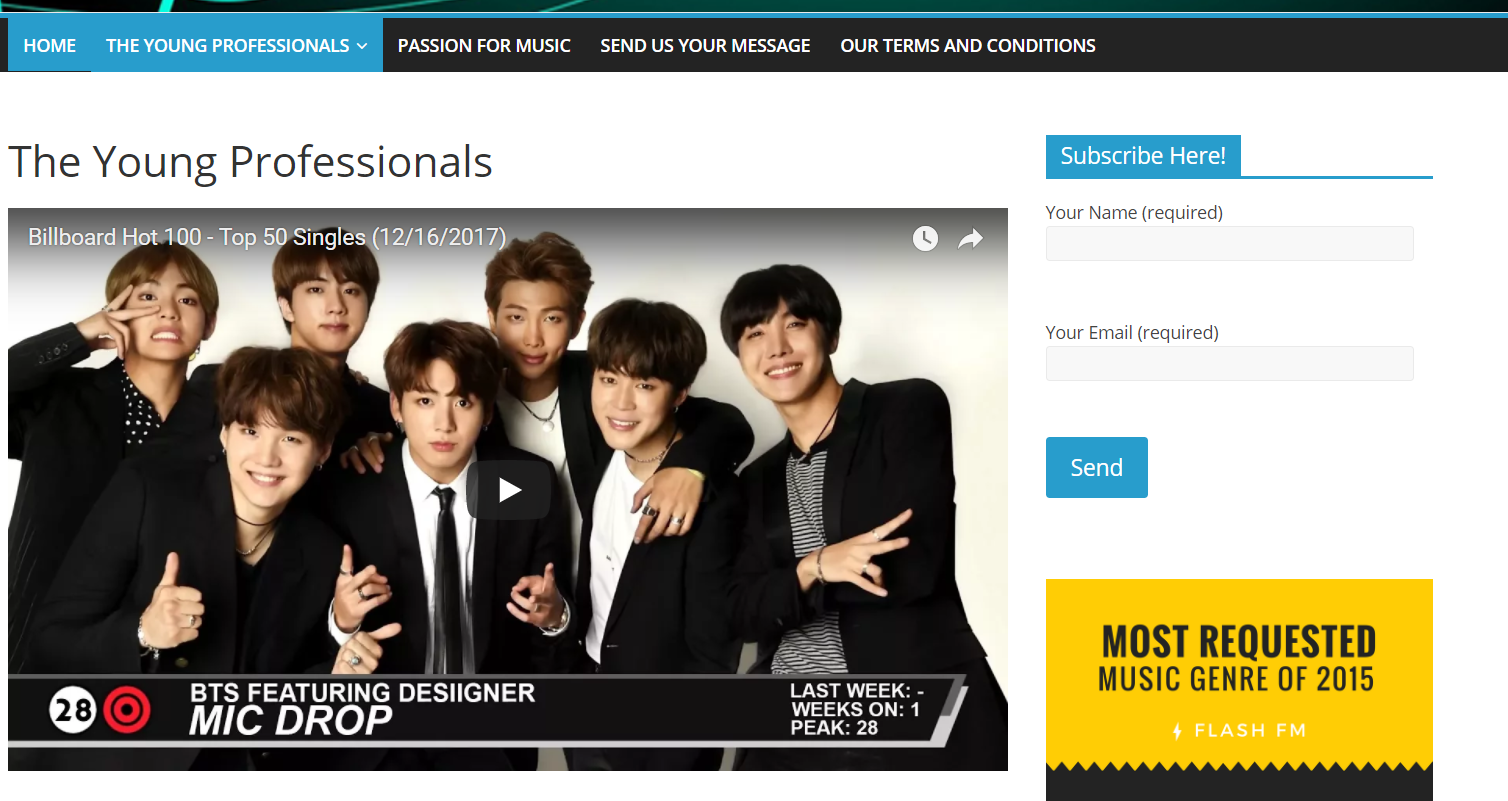 HOME
THE YOUNG PROFESSIONALS
PASSION FOR MUSIC
SEND US YOUR MESSAGE
OUR TERMS AND CONDITIONS
The Young Professionals
Billboard Hot 100 - Top 50 Singles (12/16/2017)
28
BTS FEATURING DESIIGNER
MIC DROP
LAST WEEK: -
WEEKS ON: 1
PEAK: 28
Subscribe Here!
Your Name (required)
Your Email (required)
Send
MOST REQUESTED
MUSIC GENRE OF 2015
FLASH FM